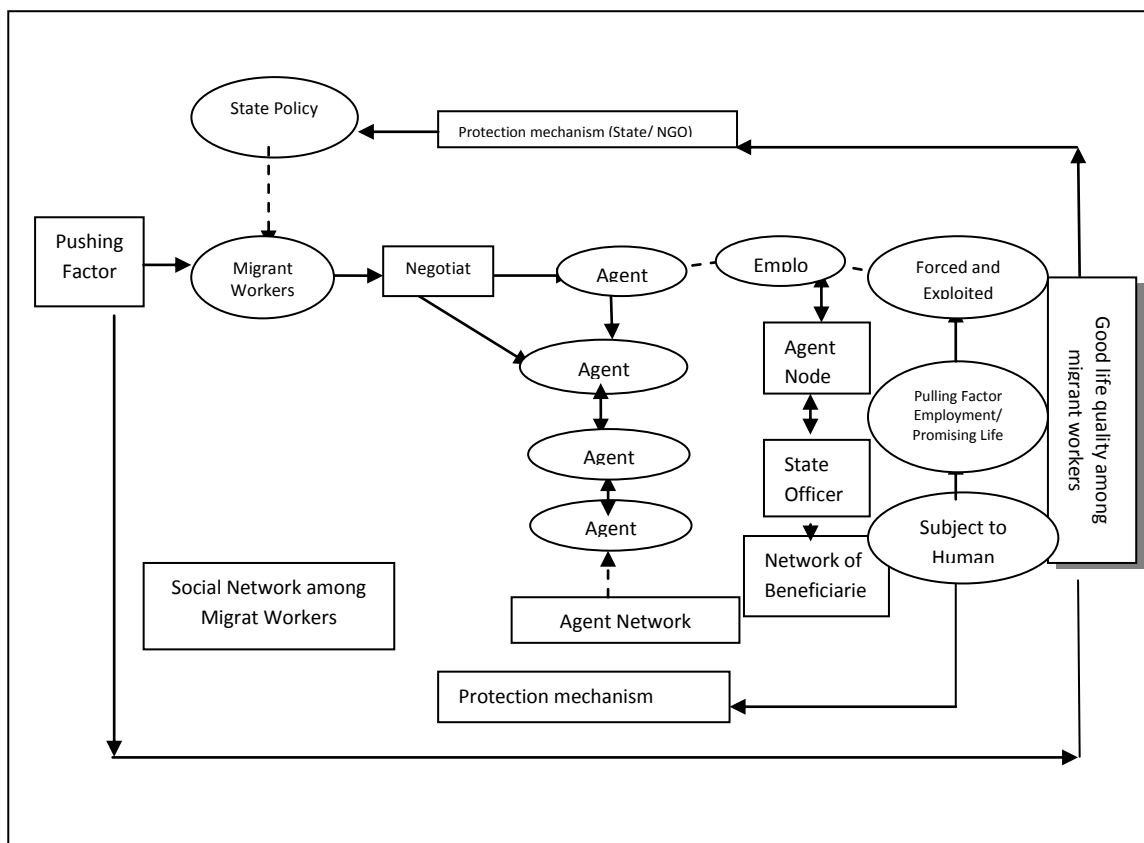 State Policy
Protection mechanism (State/ NGO)
Pushing
Factor
Migrant
Workers
Negotiat
Agent
Emplo
Forced and
Exploited
Agent
Agent
Node
Pulling Factor
Employment/
Promising Life
Good life quality among
migrant workers
Agent
State
Officer
Agent
Subject to
Human
Network of
Beneficiarie
Social Network among
Migrat Workers
Agent Network
Protection mechanism